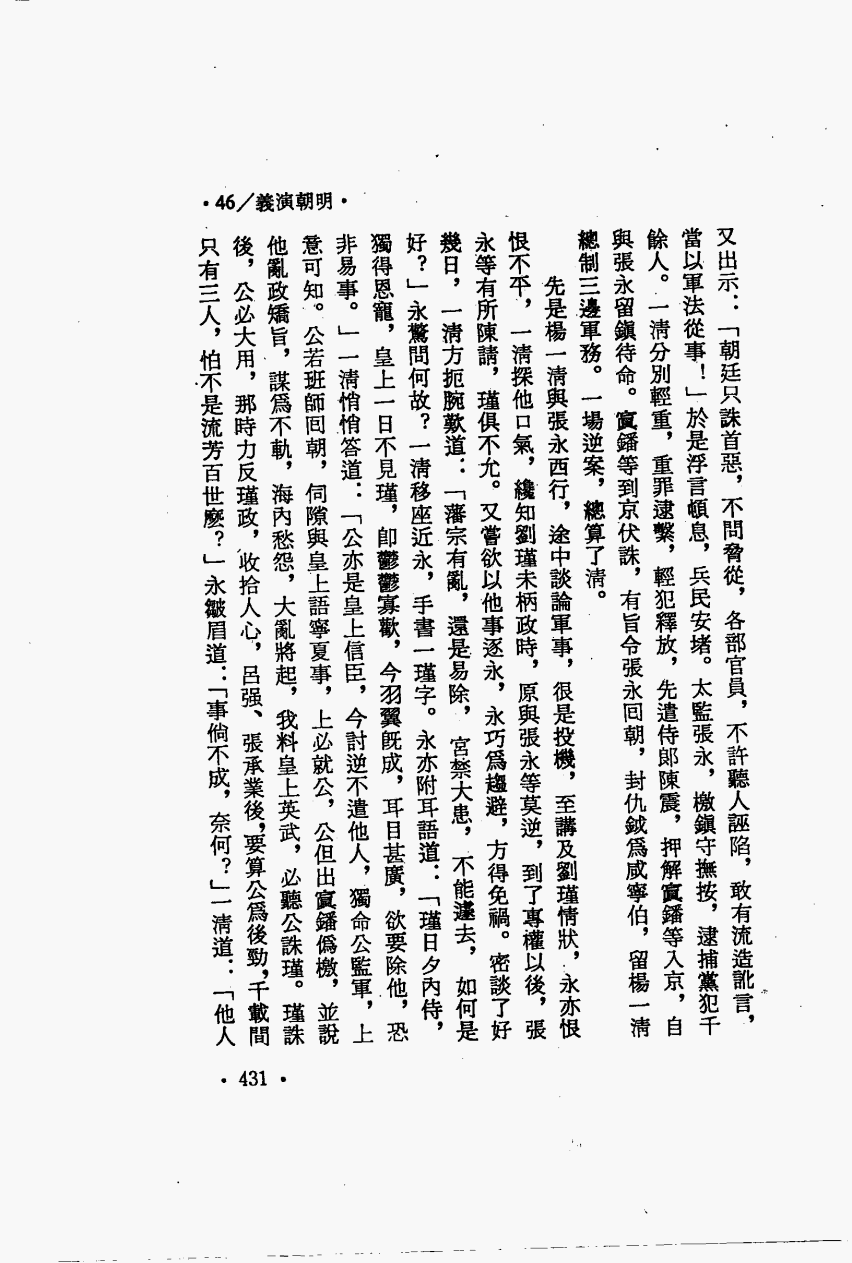 •46／義演朝明•
又出示：「朝廷只誅首惡，不問脅從，各部官員，不許聽人誣陷，敢有流造訛言，
當以軍法從事！」於是浮言頓息，兵民安堵。太監張永，檄鎮守撫按，逮捕黨犯千
餘人。一清分別輕重，重罪逮繫，輕犯釋放，先遣侍郎陳震，押解寘鐇等入京，自
與張永留鎮待命。寘鐇等到京伏誅，有旨令張永回朝，封仇鉞爲咸寧伯，留楊一清
總制三邊軍務。一場逆案，總算了清。
先是楊一清與張永西行，途中談論軍事，很是投機，至講及劉瑾情狀，永亦恨
恨不平，一清探他口氣，纔知劉瑾未柄政時，原與張永等莫逆，到了專權以後，張
永等有所陳請，瑾俱不允。又嘗欲以他事逐永，永巧爲趨避，方得免禍。密談了好
幾日，一清方扼腕歎道：「藩宗有亂，還是易除，宮禁大患，不能遽去，如何是
好？」永驚問何故？一清移座近永，手書一瑾字。永亦附耳語道：「瑾日夕內侍，
獨得恩寵，皇上一日不見瑾，卽鬱鬱寡歡，今羽翼旣成，耳目甚廣，欲要除他，恐
非易事。」一清悄悄答道：「公亦是皇上信臣，今討逆不遣他人，獨命公監軍，上
意可知。公若班師回朝，伺隙與皇上語寧夏事，上必就公，公但出寘鐇僞檄，並說
他亂政矯旨，謀爲不軌，海內愁怨，大亂將起，我料皇上英武，必聽公誅瑾。瑾誅
後，公必大用，那時力反瑾政，收拾人心，呂强、張承業後，要算公爲後勁，千載間
只有三人，怕不是流芳百世麼？」永皺眉道：「事倘不成，奈何？」一清道：「他人
•431•